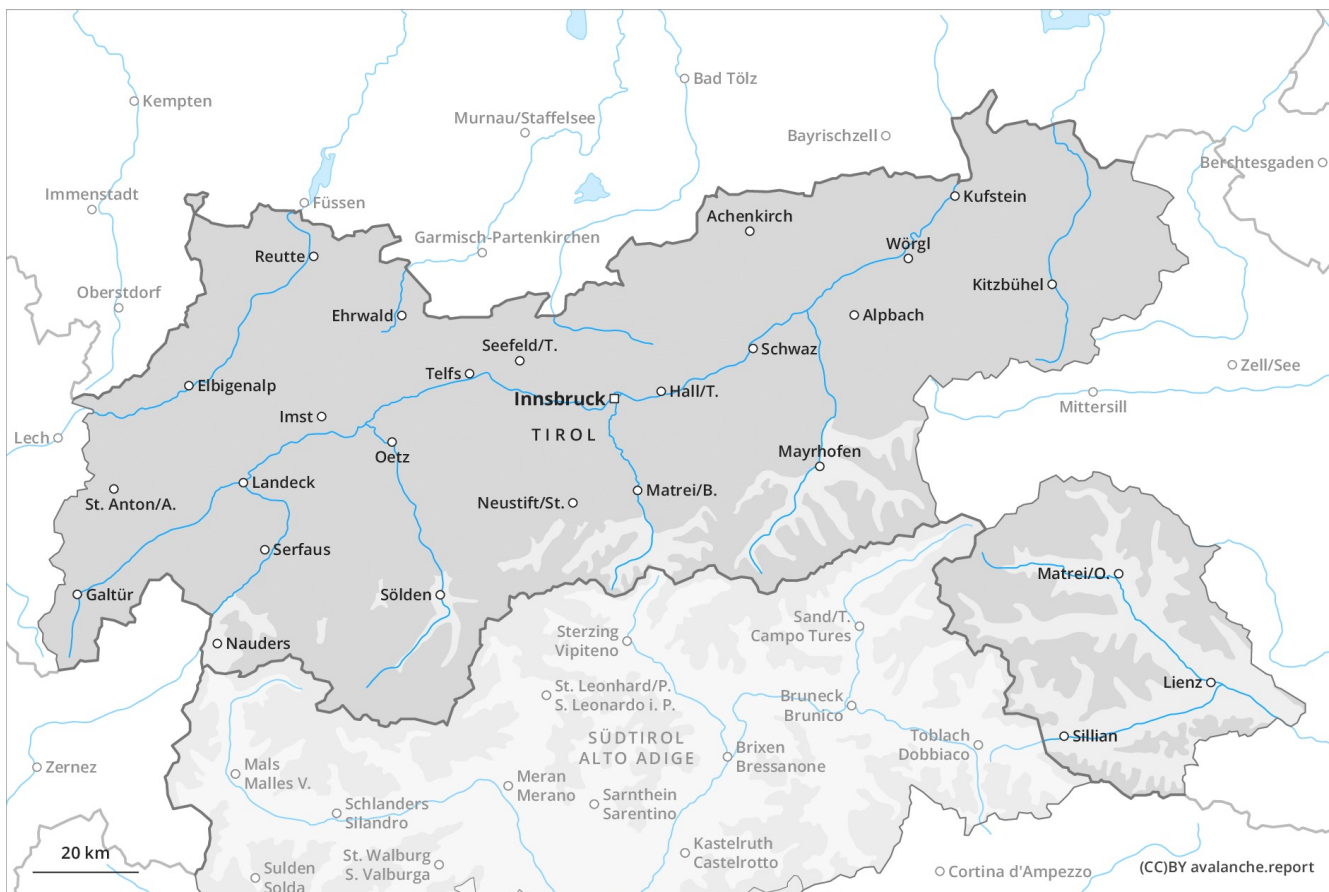 Bad Tölz
Kempten
Murnau/Staffelsee
Bayrischzell
Berchtesgaden
Immenstadt
Füssen
Kufstein
Achenkirch
Garmisch-Partenkirchen
Wörgl
Reutte
Kitzbühel
Oberstdorf
Ehrwald
Alpbach
Seefeld/T.
Schwaz
Zell/See
Telfs
Elbigenalp
Hall/T.
Innsbruck
Mittersill
Imst
TIROL
Lech
Mayrhofen
Oetz
Landeck
Matrei/B.
St. Anton/A.
Neustift/St.
Serfaus
Matrei/O.
Galtür
Sölden
Sand/T.
Campo Tures
Sterzing
Vipiteno
Nauders
Lienz
St. Leonhard/P.
S. Leonardo i. P.
Bruneck
Brunico
Sillian
SÜDTIROL
ALTO ADIGE
Toblach
Dobbiaco
Brixen
Bressanone
Zernez
Mals
Malles V.
Meran
Merano
Schlanders
Silandro
Sarnthein
Sarentino
Kastelruth
Castelrotto
20 km
St. Walburg
S. Valburga
Sulden
Solda
Cortina d'Ampezzo
(CC)BY avalanche.report